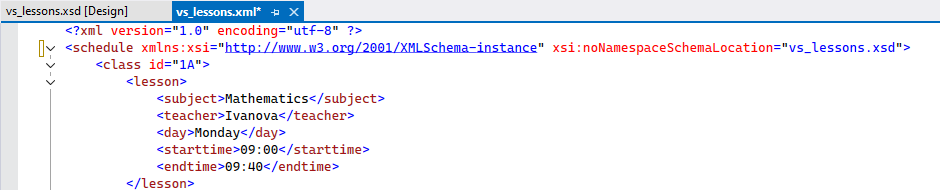 vs_lessons.xsd [Design] vs_lessons.xml*
<?xml version="1.0" encoding="utf-8" ?>
<schedule xmlns:xsi="http://www.w3.org/2001/XMLSchema-instance" xsi:noNamespaceSchemaLocation="vs_lessons.xsd">
<class id="1A">
<lesson>
<subject>Mathematics</subject>
<teacher>Ivanova</teacher>
<day>Monday</day>
<starttime>09:00</starttime>
<endtime>09:40</endtime>
</lesson>